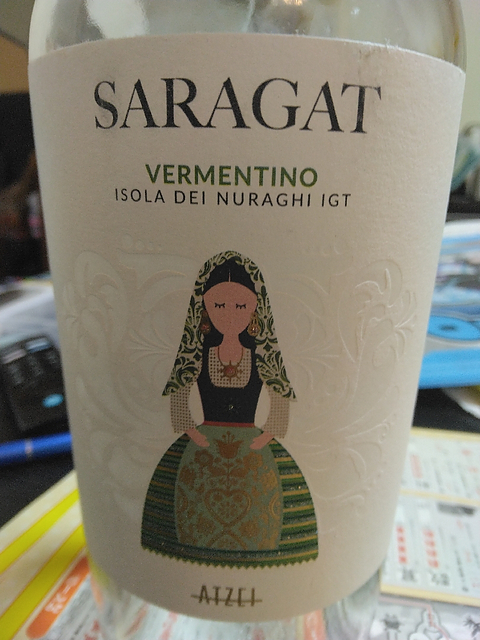 SARAGAT
VERMENTINO
ISOLA DEI NURAGHI IGT
ATZEI